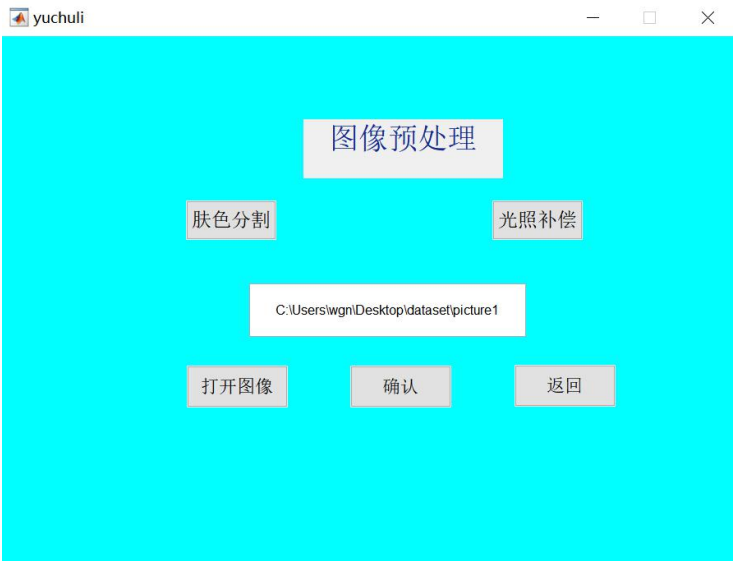 yuchuli
图像预处理
肤色分割
光照补偿
C:\Users\wgn\Desktop\dataset\picture1
打开图像
确认
返回